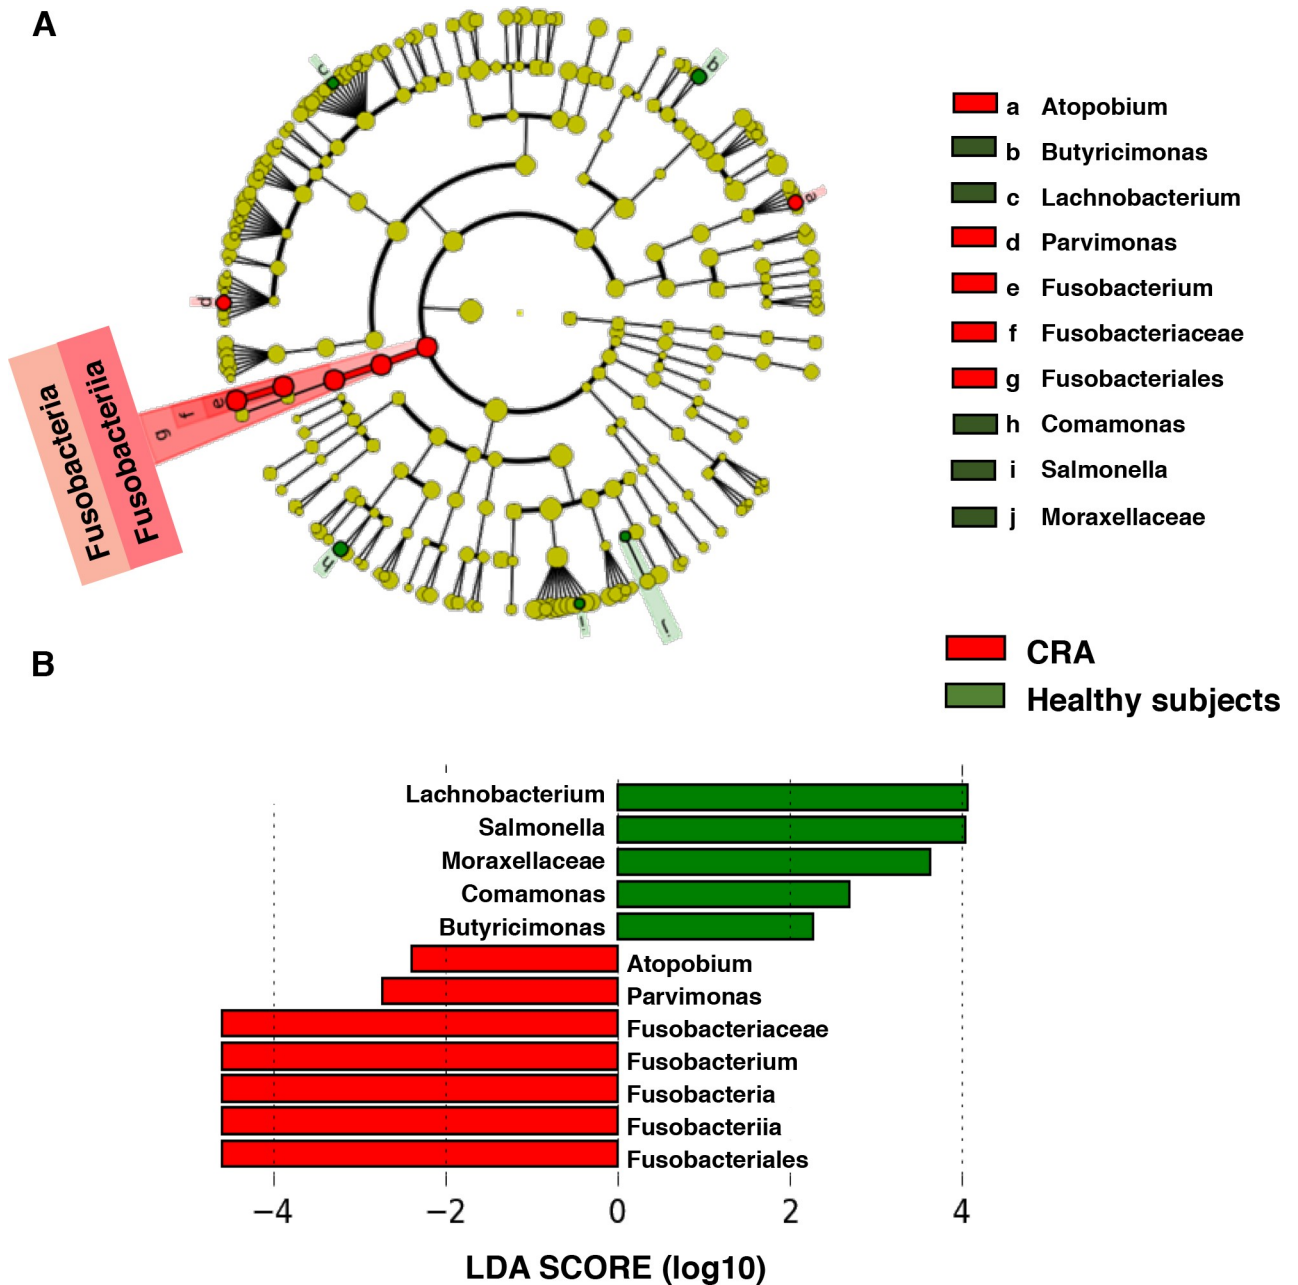 A
c
b
a
d
Fusobacteria
Fusobacteriia
g
f
e
h
i
j
a Atopobium
b Butyricimonas
c Lachnobacterium
d Parvimonas
e Fusobacterium
f Fusobacteriaceae
g Fusobacteriales
h Comamonas
i Salmonella
j Moraxellaceae
CRA
Healthy subjects
B
Lachnobacterium
Salmonella
Moraxellaceae
Comamonas
Butyricimonas
Atopobium
Parvimonas
Fusobacteriaceae
Fusobacterium
Fusobacteria
Fusobacteriia
Fusobacteriales
−4 −2 0 2 4
LDA SCORE (log10)